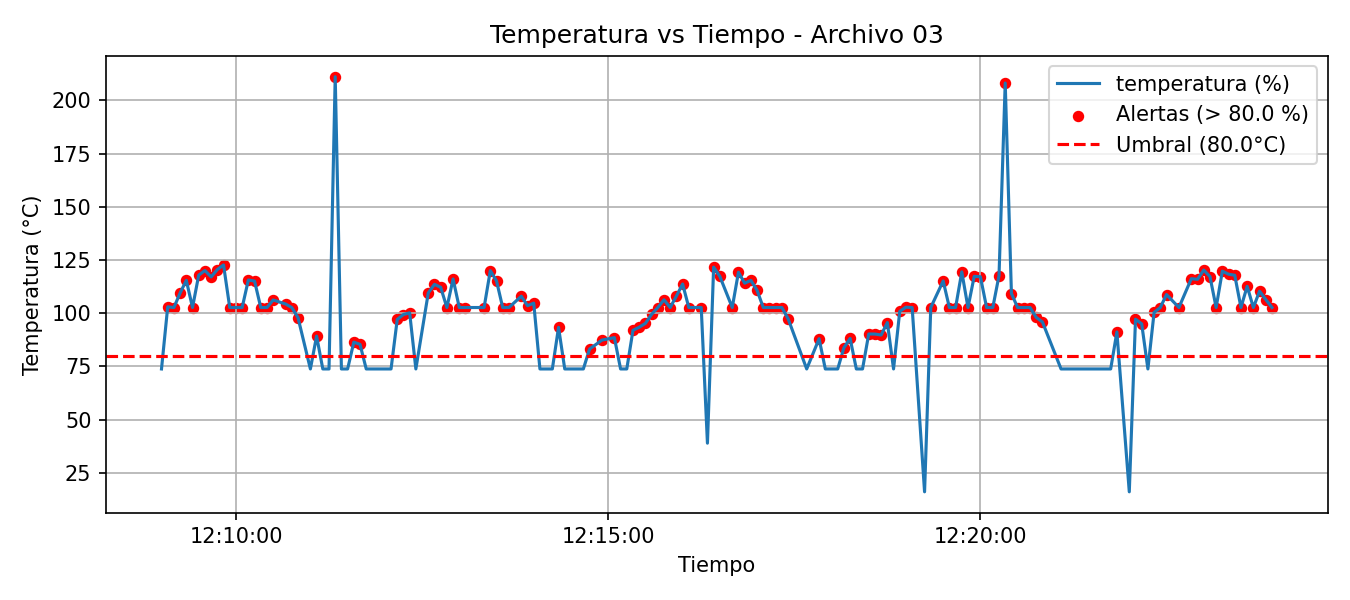 Temperatura vs Tiempo - Archivo 03
temperatura (%)
Alertas (> 80.0 %)
Umbral (80.0°C)
Temperatura (°C)
200
175
150
125
100
75
50
25
12:10:00
12:15:00
12:20:00
Tiempo